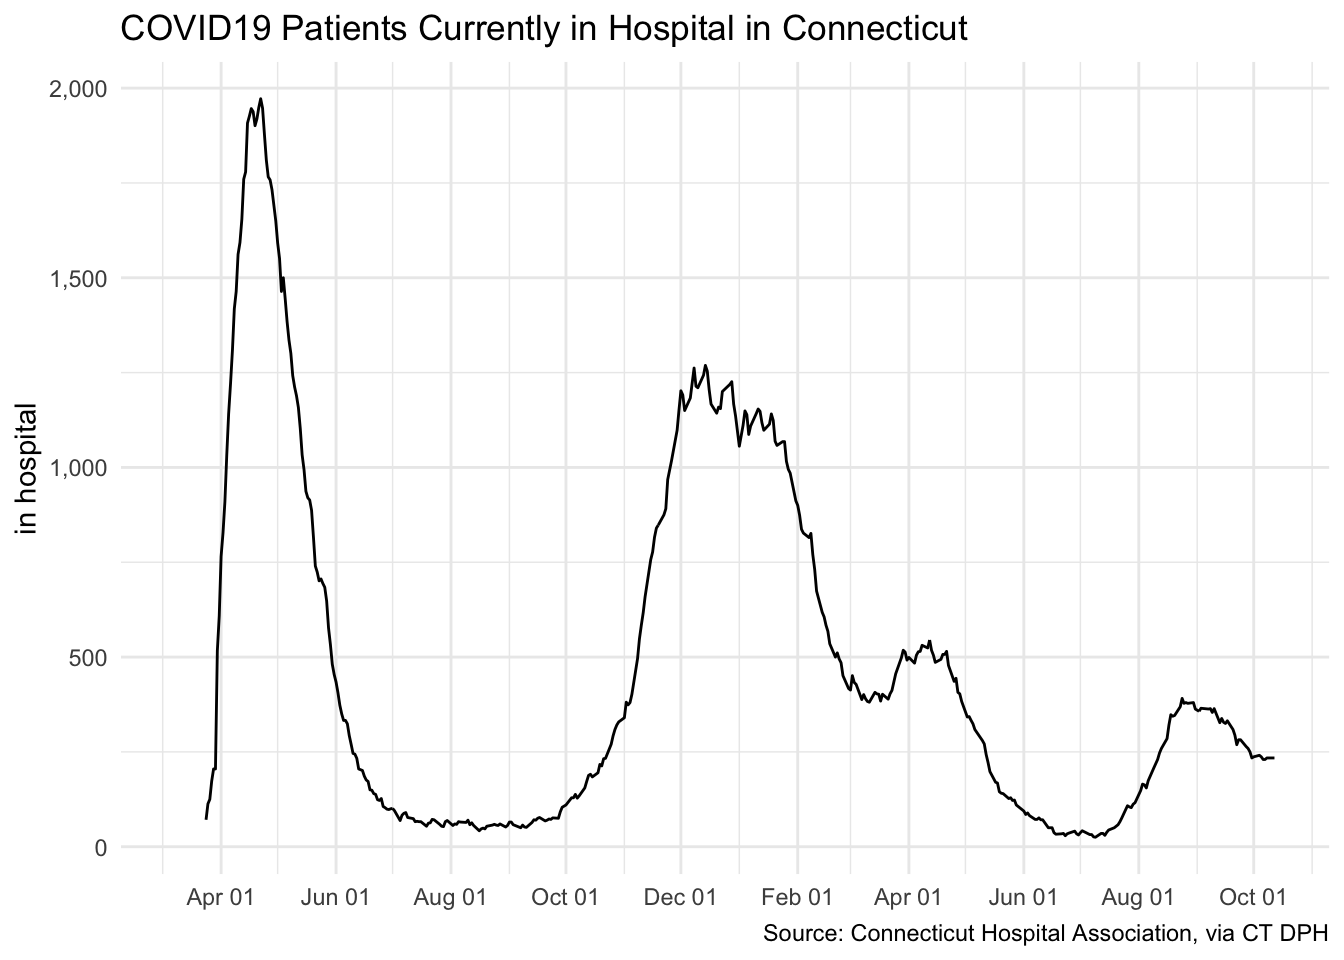 COVID19 Patients Currently in Hospital in Connecticut
2,000
1,500
1,000
500
0
in hospital
Apr 01 Jun 01 Aug 01 Oct 01 Dec 01 Feb 01 Apr 01 Jun 01 Aug 01 Oct 01
Source: Connecticut Hospital Association, via CT DPH